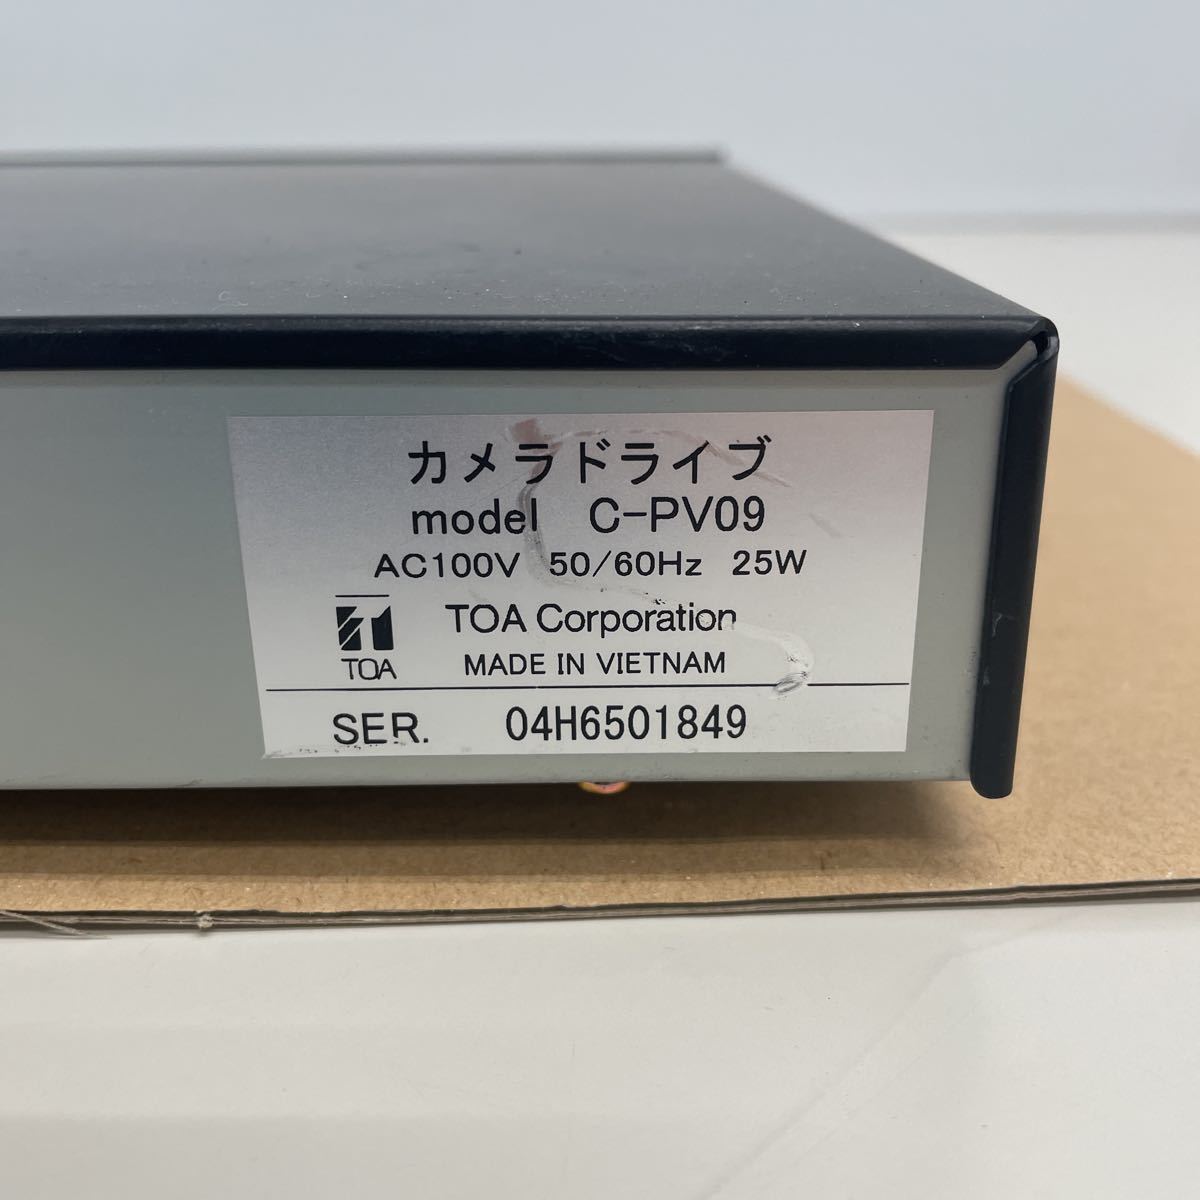 カメラドライブ
model C-PV09
AC100V 50/60Hz 25W
TOA Corporation
TOA
MADE IN VIETNAM
SER. 04H6501849